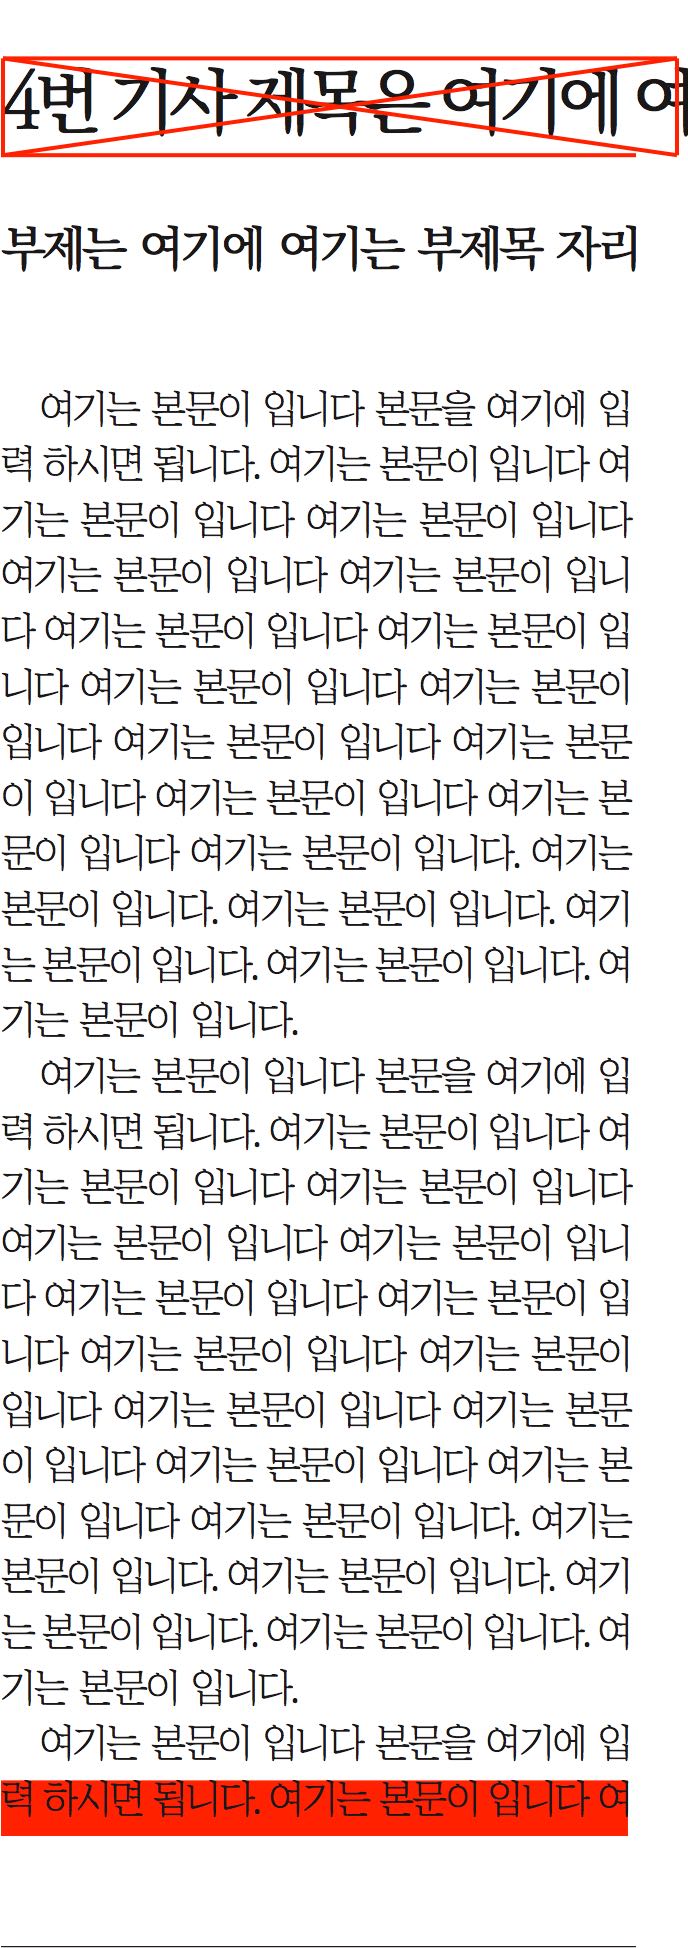 4번 기사 제목은 여기에 여
부제는 여기에 여기는 부제목 자리
여기는 본문이 입니다 본문을 여기에 입
력 하시면 됩니다. 여기는 본문이 입니다 여
기는 본문이 입니다 여기는 본문이 입니다
여기는 본문이 입니다 여기는 본문이 입니
다 여기는 본문이 입니다 여기는 본문이 입
니다 여기는 본문이 입니다 여기는 본문이
입니다 여기는 본문이 입니다 여기는 본문
이 입니다 여기는 본문이 입니다 여기는 본
문이 입니다 여기는 본문이 입니다. 여기는
본문이 입니다. 여기는 본문이 입니다. 여기
는 본문이 입니다. 여기는 본문이 입니다. 여
기는 본문이 입니다.
여기는 본문이 입니다 본문을 여기에 입
력 하시면 됩니다. 여기는 본문이 입니다 여
기는 본문이 입니다 여기는 본문이 입니다
여기는 본문이 입니다 여기는 본문이 입니
다 여기는 본문이 입니다 여기는 본문이 입
니다 여기는 본문이 입니다 여기는 본문이
입니다 여기는 본문이 입니다 여기는 본문
이 입니다 여기는 본문이 입니다 여기는 본
문이 입니다 여기는 본문이 입니다. 여기는
본문이 입니다. 여기는 본문이 입니다. 여기
는 본문이 입니다. 여기는 본문이 입니다. 여
기는 본문이 입니다.
여기는 본문이 입니다 본문을 여기에 입
력 하시면 됩니다. 여기는 본문이 입니다 여